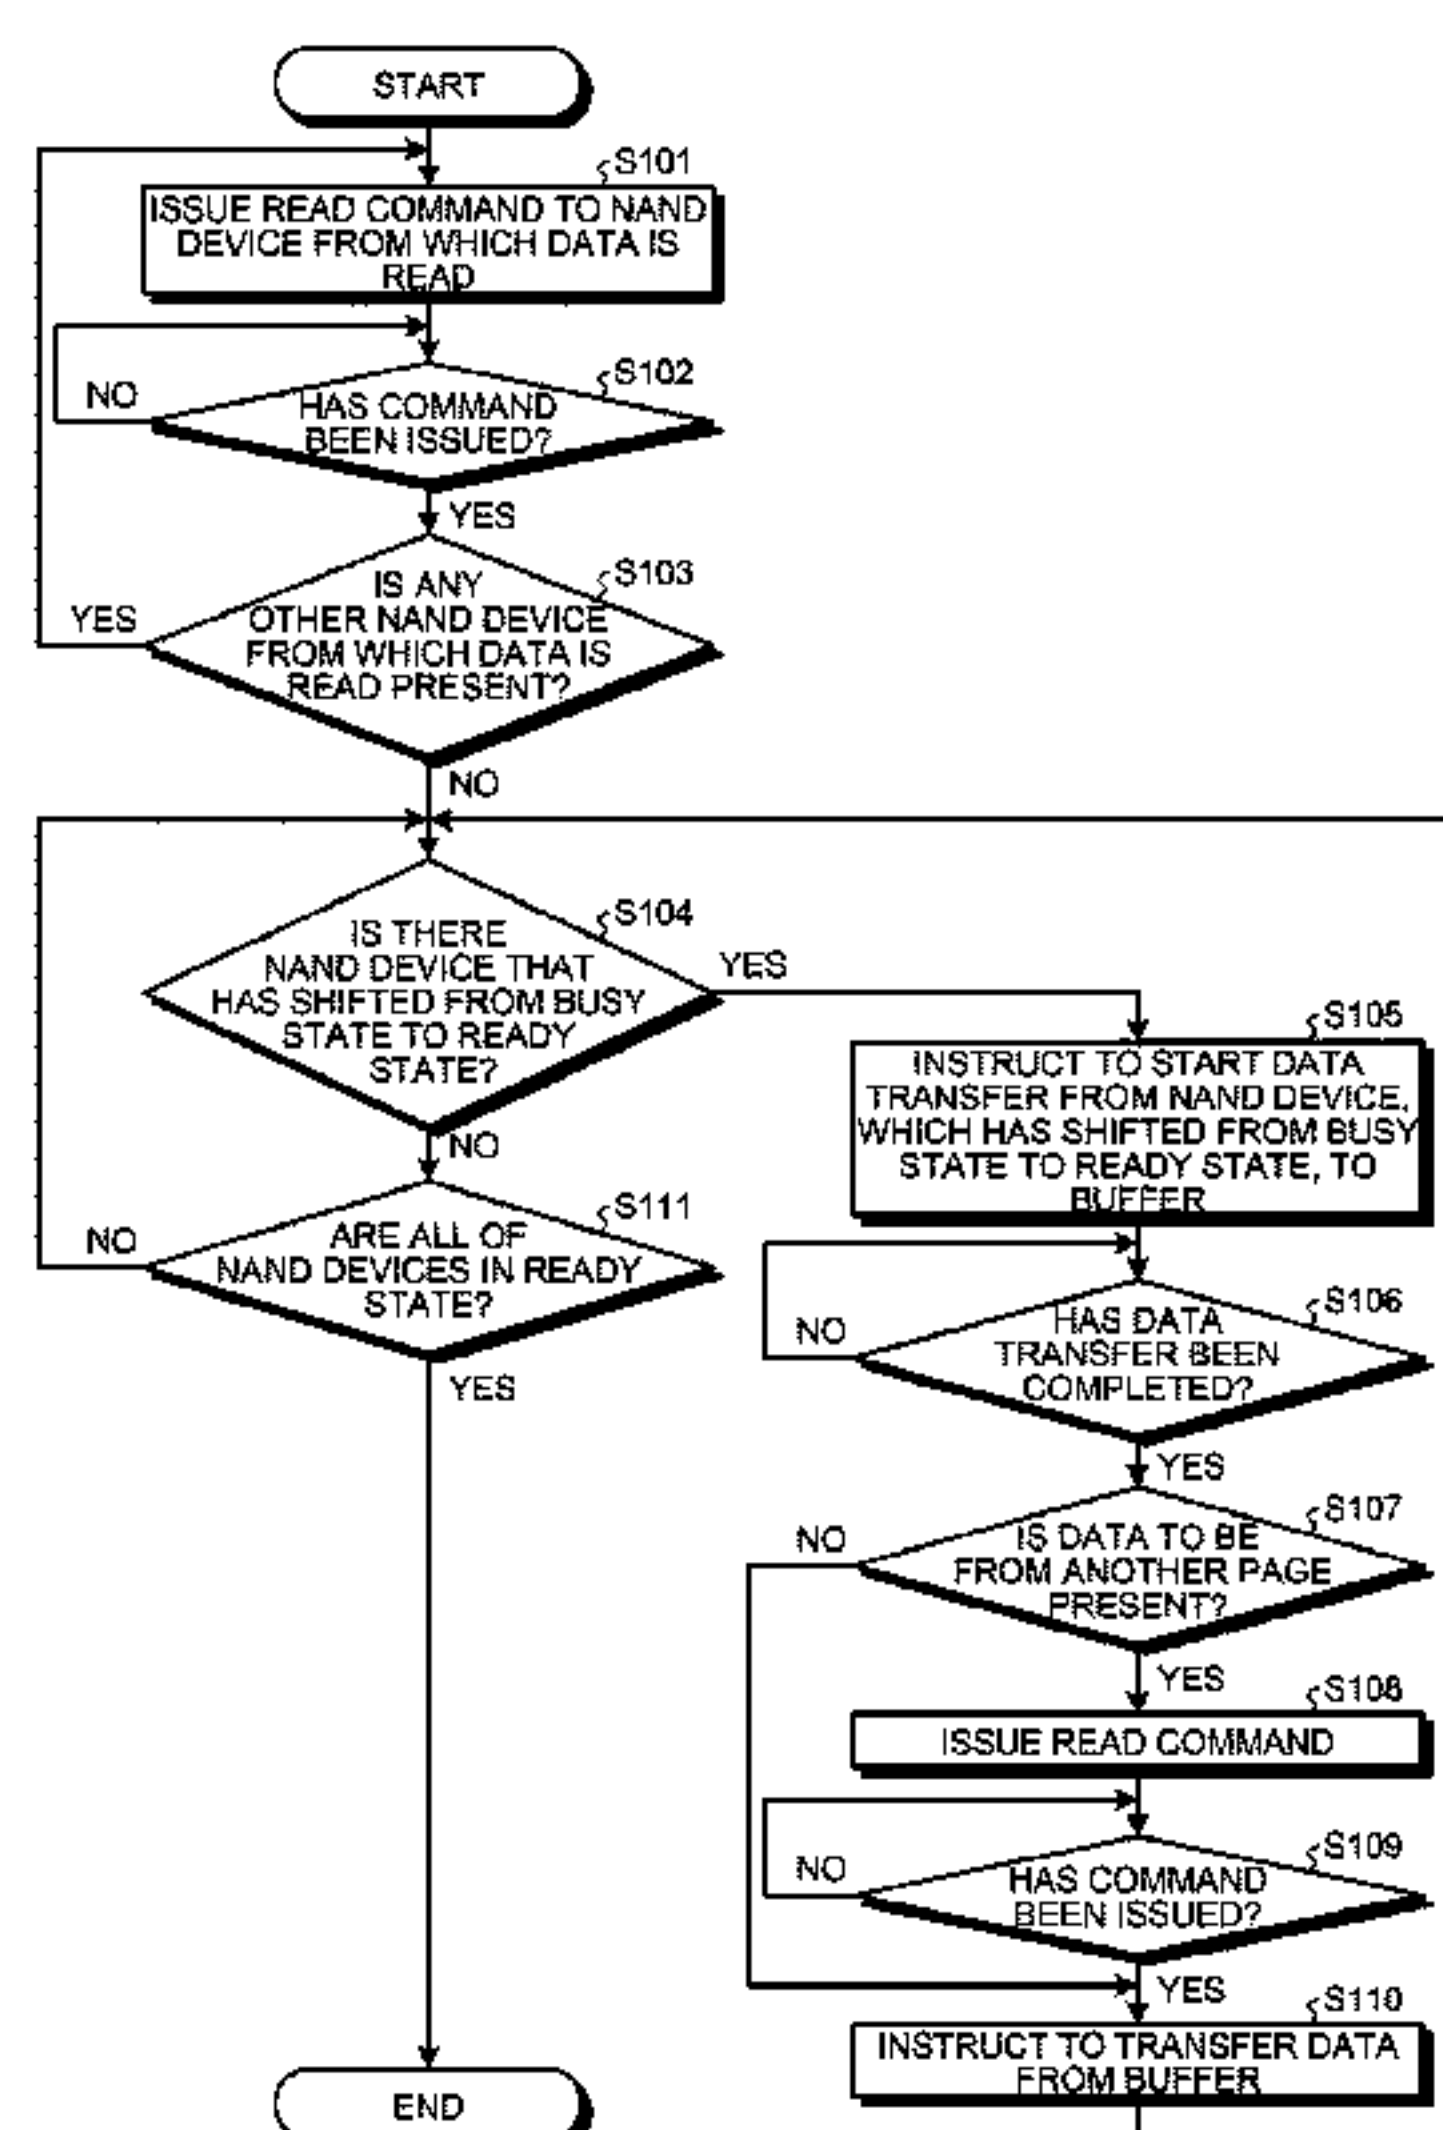 START
S101
ISSUE READ COMMAND TO NAND
DEVICE FROM WHICH DATA IS
READ
S102
NO
HAS COMMAND
BEEN ISSUED?
YES
S103
IS ANY
YES
OTHER NAND DEVICE
FROM WHICH DATA IS
READ PRESENT?
NO
S104
IS THERE
NAND DEVICE THAT
HAS SHIFTED FROM BUSY
STATE TO READY
STATE?
YES
NO
S111
NO
ARE ALL OF
NAND DEVICES IN READY
STATE?
YES
END
S105
INSTRUCT TO START DATA
TRANSFER FROM NAND DEVICE,
WHICH HAS SHIFTED FROM BUSY
STATE TO READY STATE, TO
BUFFER
S106
NO
HAS DATA
TRANSFER BEEN
COMPLETED?
YES
S107
NO
IS DATA TO BE
FROM ANOTHER PAGE
PRESENT?
YES
S108
ISSUE READ COMMAND
S109
NO
HAS COMMAND
BEEN ISSUED?
YES
S110
INSTRUCT TO TRANSFER DATA
FROM BUFFER